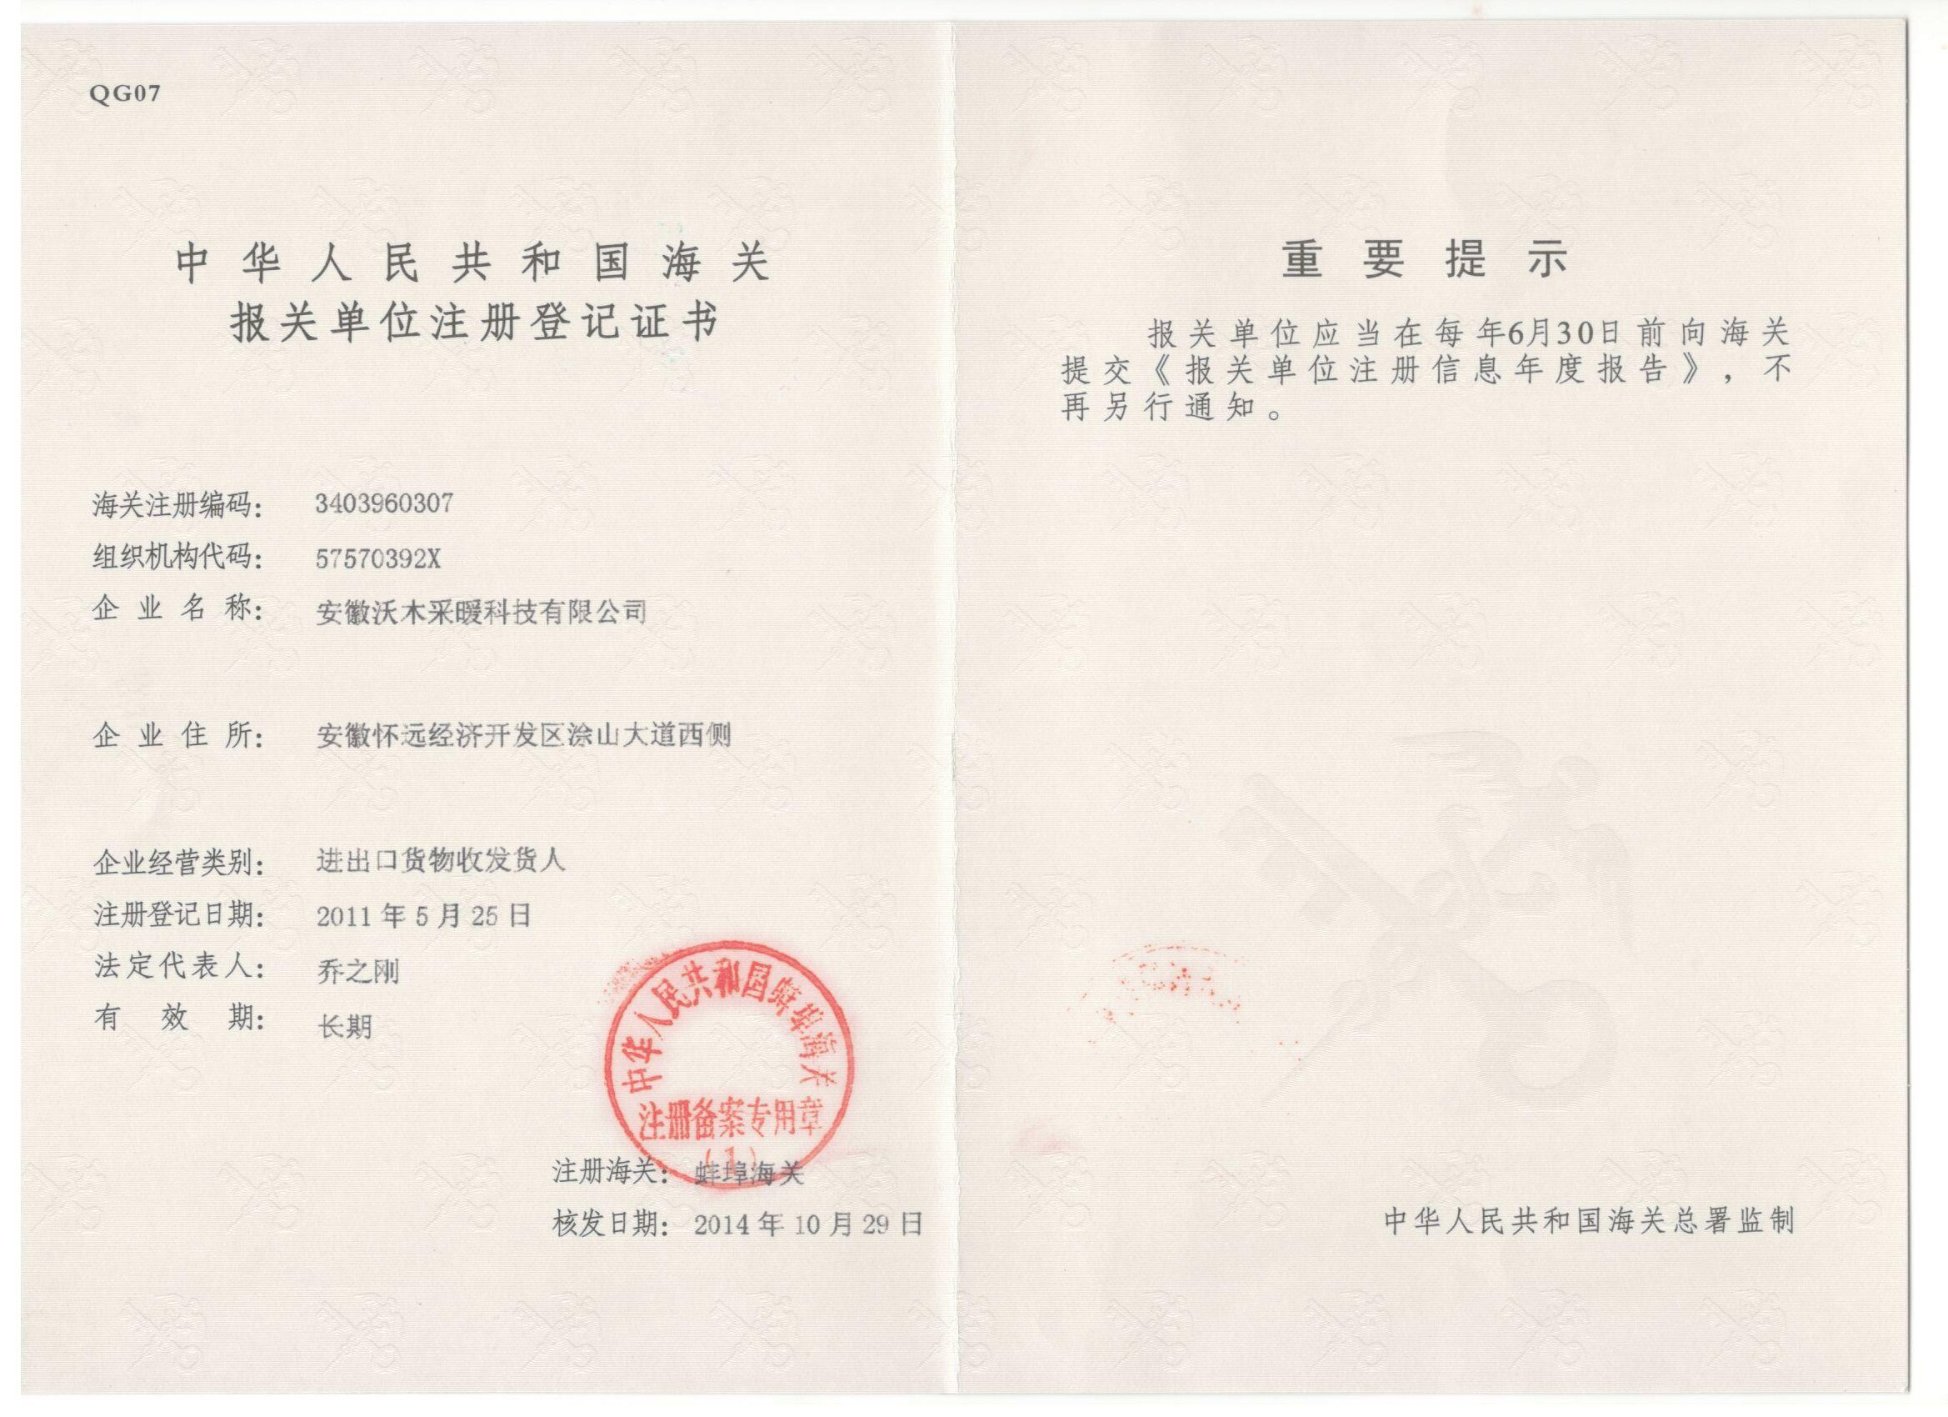 QG07
中华人民共和国海关
报关单位注册登记证书
海关注册编码： 3403960307
组织机构代码： 57570392X
企业名称： 安徽沃木采暖科技有限公司
企业住所： 安徽怀远经济开发区涂山大道西侧
企业经营类别： 进出口货物收发货人
注册登记日期： 2011年5月25日
法定代表人： 乔之刚
有效期： 长期
中华人民共和国蚌埠海关
注册备案专用章
（1）
注册海关： 蚌埠海关
核发日期： 2014年10月29日
重要提示
报关单位应当在每年6月30日前向海关
提交《报关单位注册信息年度报告》，不
再另行通知。
中华人民共和国海关总署监制